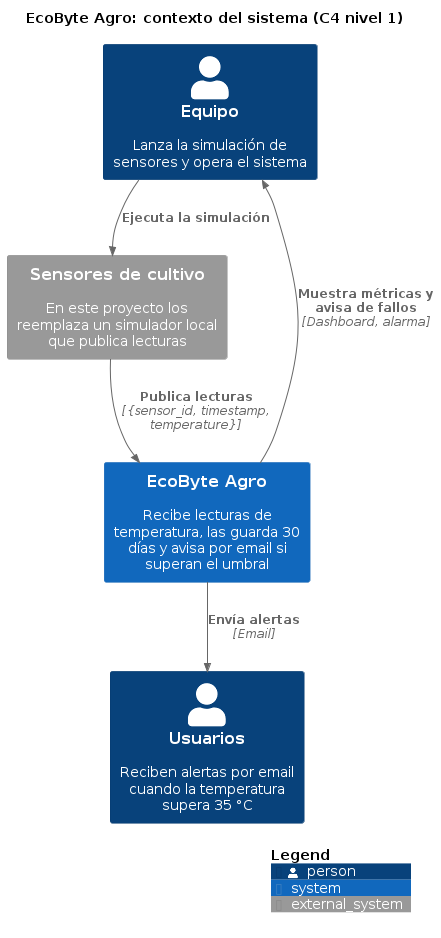 EcoByte Agro: contexto del sistema (C4 nivel 1)
Equipo
Lanza la simulación de
sensores y opera el sistema
Ejecuta la simulación
Sensores de cultivo
En este proyecto los
reemplaza un simulador local
que publica lecturas
Muestra métricas y
avisa de fallos
[Dashboard, alarma]
Publica lecturas
[{sensor_id, timestamp,
temperature}]
EcoByte Agro
Recibe lecturas de
temperatura, las guarda 30
días y avisa por email si
superan el umbral
Envía alertas
[Email]
Usuarios
Reciben alertas por email
cuando la temperatura
supera 35 °C
Legend
person
system
external_system